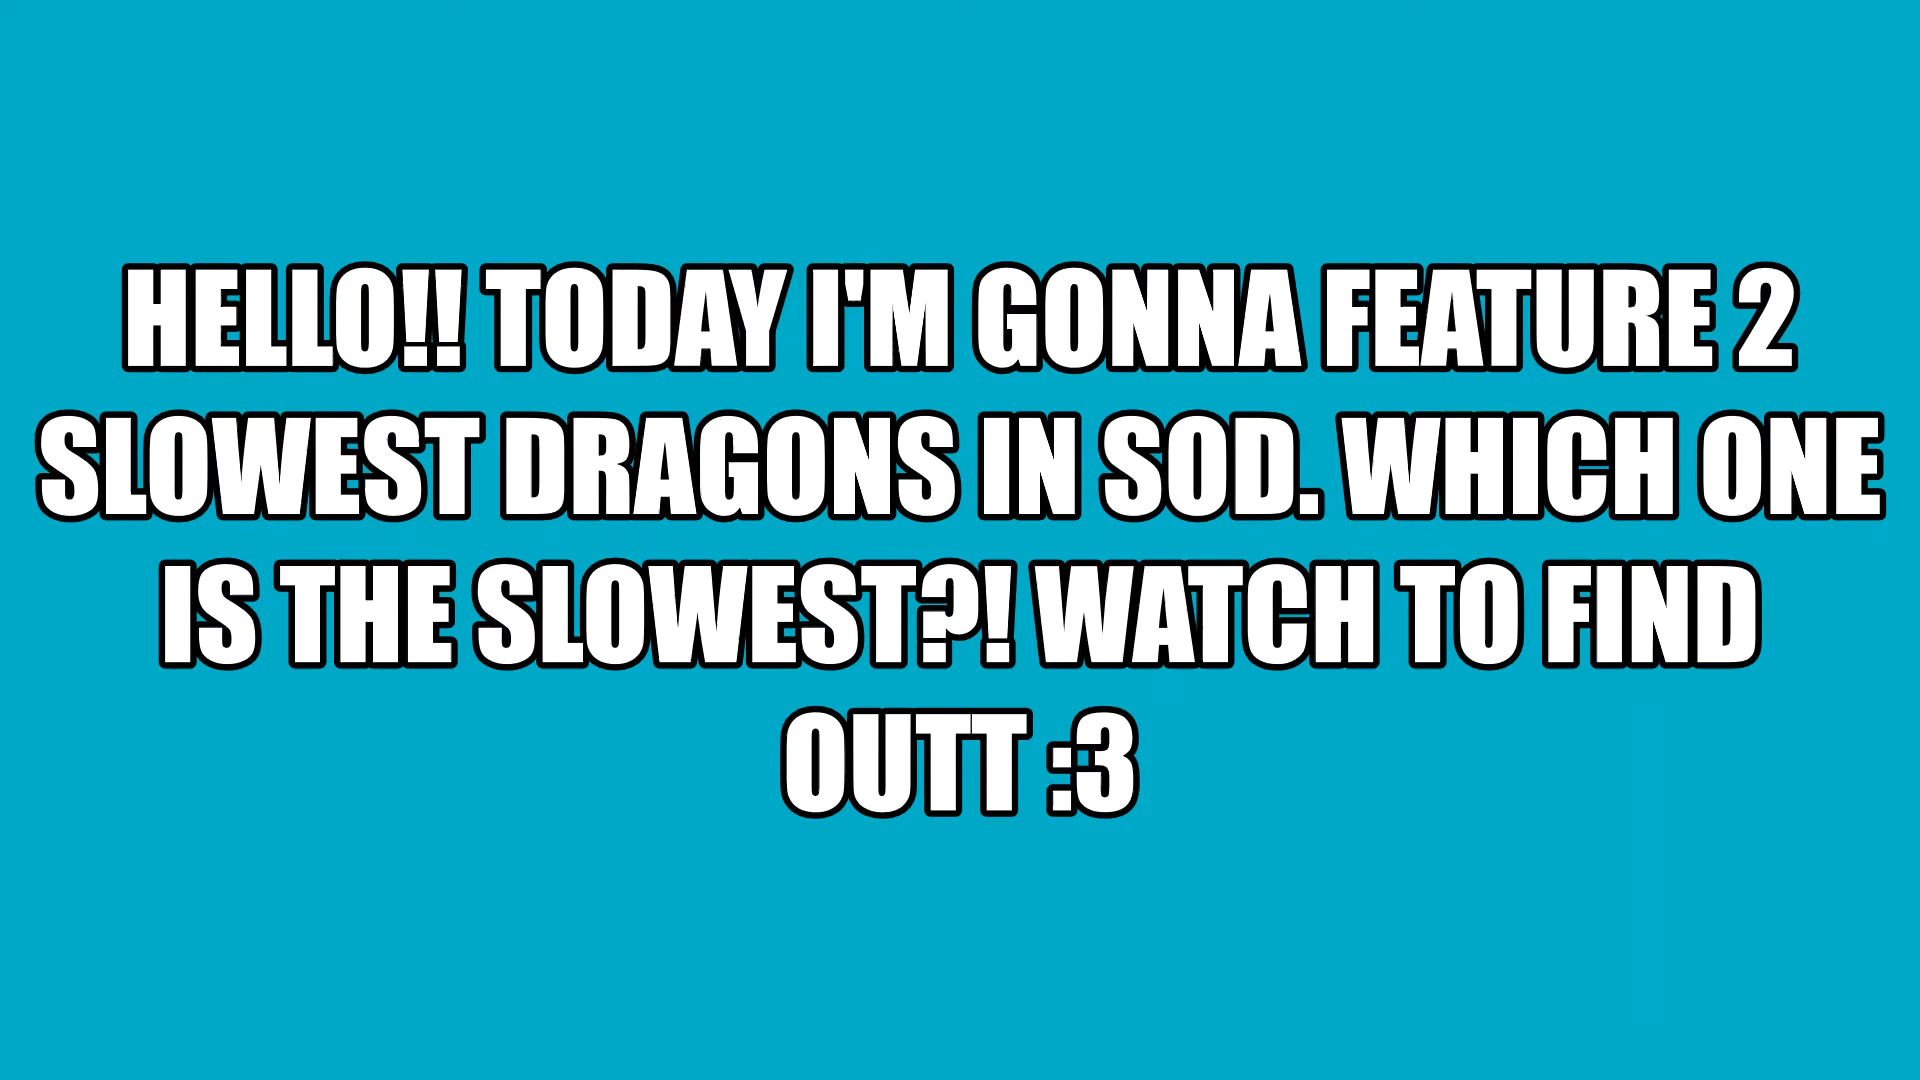 HELLO!! TODAY I'M GONNA FEATURE 2
SLOWEST DRAGONS IN SOD. WHICH ONE
IS THE SLOWEST?! WATCH TO FIND
OUTT :3